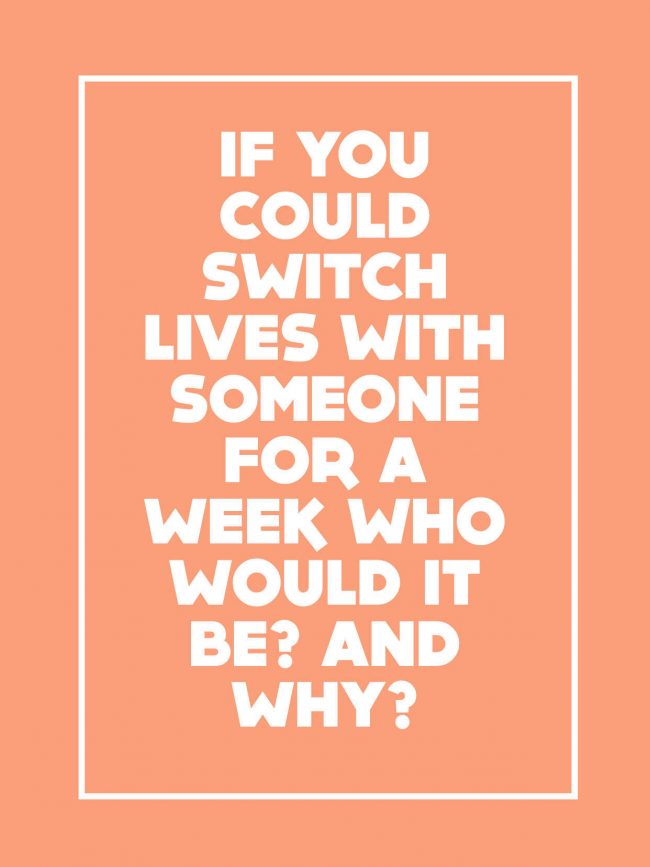 IF YOU
COULD
SWITCH
LIVES WITH
SOMEONE
FOR A
WEEK WHO
WOULD IT
BE? AND
WHY?